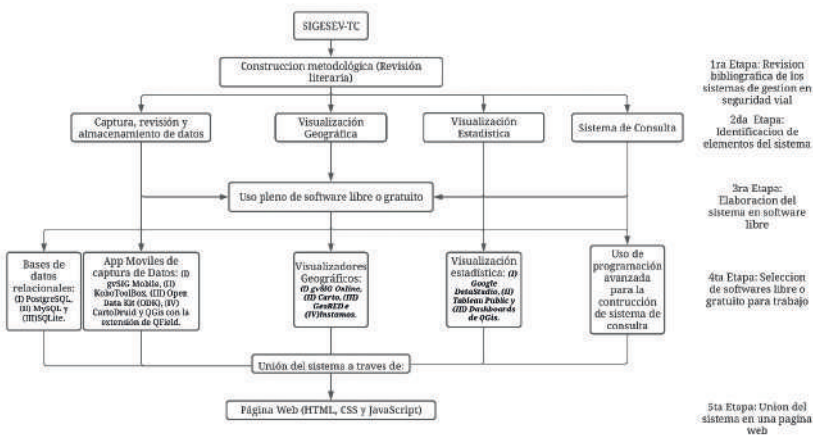 SIGESEV-TC
Construccion metodológica (Revisión
literaria)
1ra Etapa: Revision
bibliografica de los
sistemas de gestion en
seguridad vial
Captura, revisión y
almacenamiento de datos
Visualización
Geográfica
Visualización
Estadistica
Sistema de Consulta
2da Etapa:
Identificacion de
elementos del sistema
Uso pleno de software libre o gratuito
3ra Etapa:
Elaboracion del
sistema en software
libre
Bases de
datos
relacionales:
(I) PostgreSQL,
(II) MySQL y
(III)SQLite.
App Moviles de
captura de Datos: (I)
gvSIG Mobile, (II)
KoboToolBox, (III) Open
Data Kit (ODK), (IV)
CartoDruid y QGis con la
extensión de QField.
Visualizadores
Geográficos:
(I) gvSIG Online,
(II) Carto, (III)
GeoRED e
(IV)Instamos.
Visualización
estadística: (I)
Google
DataStudio, (II)
Tableau Public y
(III) Dashboards
de QGis.
Uso de
programación
avanzada
para la
contrucción
de sistema de
consulta
4ta Etapa: Seleccion
de softwares libre o
gratuito para trabajo
Unión del sistema a traves de:
Página Web (HTML, CSS y JavaScript)
5ta Etapa: Union del
sistema en una pagina
web